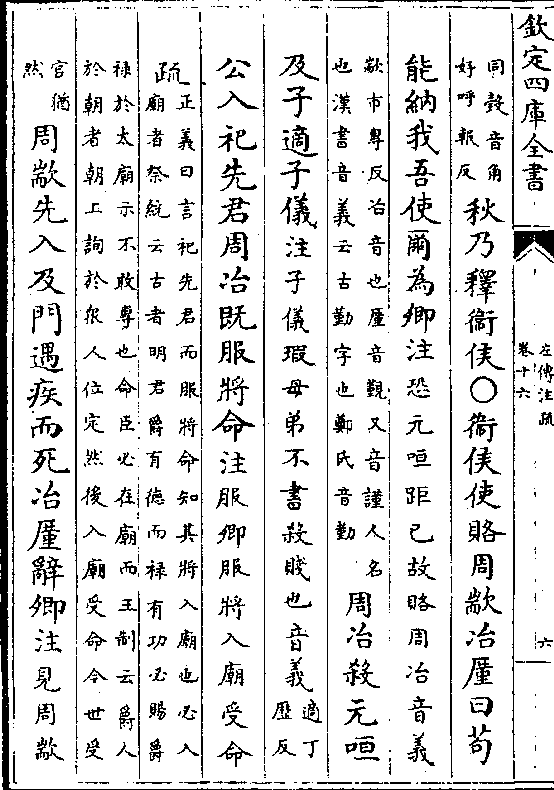 欽定四庫全書
左傳注疏
卷十六
六
同瑴音角
好呼報反
秋乃釋衞侯○衞侯使賂周歂冶廑曰苟
能納我吾使爾為卿注恐元咺距已故賂周冶音義
歂市專反冶音也廑音覲又音謹人名
也漢書音義云古勤字也鄭氏音勤
周冶殺元咺
及子適子儀注子儀瑕母弟不書殺賤也音義
適丁
歴反
公入祀先君周冶既服將命注服卿服將入廟受命
疏
正義曰言祀先君而服將命知其將入廟也必入
廟者祭統云古者明君爵有德而禄有功必賜爵
禄於太廟示不敢專也命臣必在廟而王制云爵人
於朝者朝上詢於衆人位定然後入廟受命今世受
官猶
然
周歂先入及門遇疾而死冶廑辭卿注見周歂